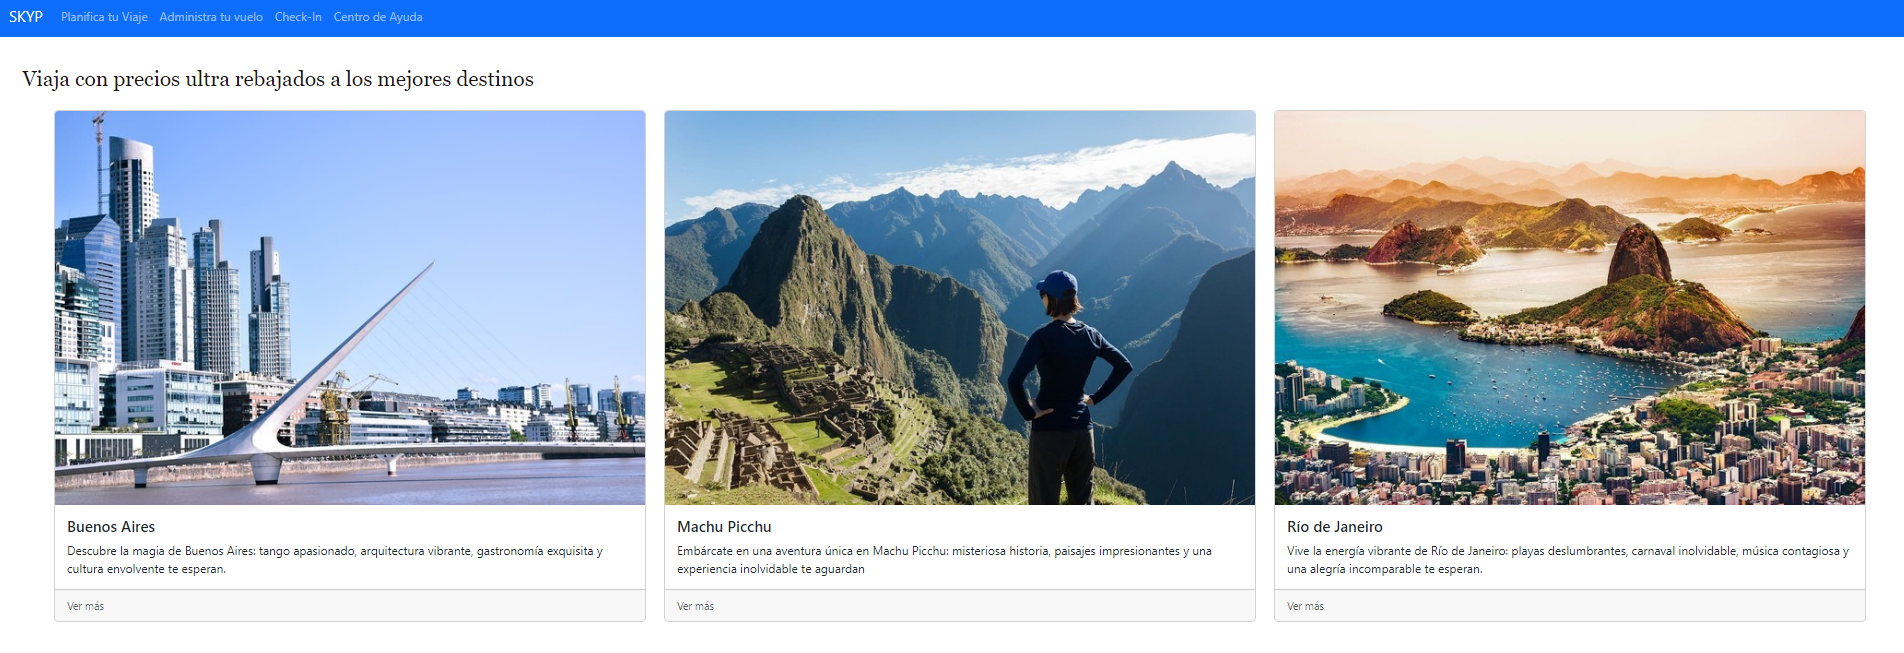 SKYP Planifica tu Viaje Administra tu vuelo Check-In Centro de Ayuda
Viaja con precios ultra rebajados a los mejores destinos
Buenos Aires
Descubre la magia de Buenos Aires: tango apasionado, arquitectura vibrante, gastronomía exquisita y
cultura envolvente te esperan.
Ver más
Machu Picchu
Embárcate en una aventura única en Machu Picchu: misteriosa historia, paisajes impresionantes y una
experiencia inolvidable te aguardan
Ver más
Río de Janeiro
Vive la energía vibrante de Río de Janeiro: playas deslumbrantes, carnaval inolvidable, música contagiosa y
una alegría incomparable te esperan.
Ver más